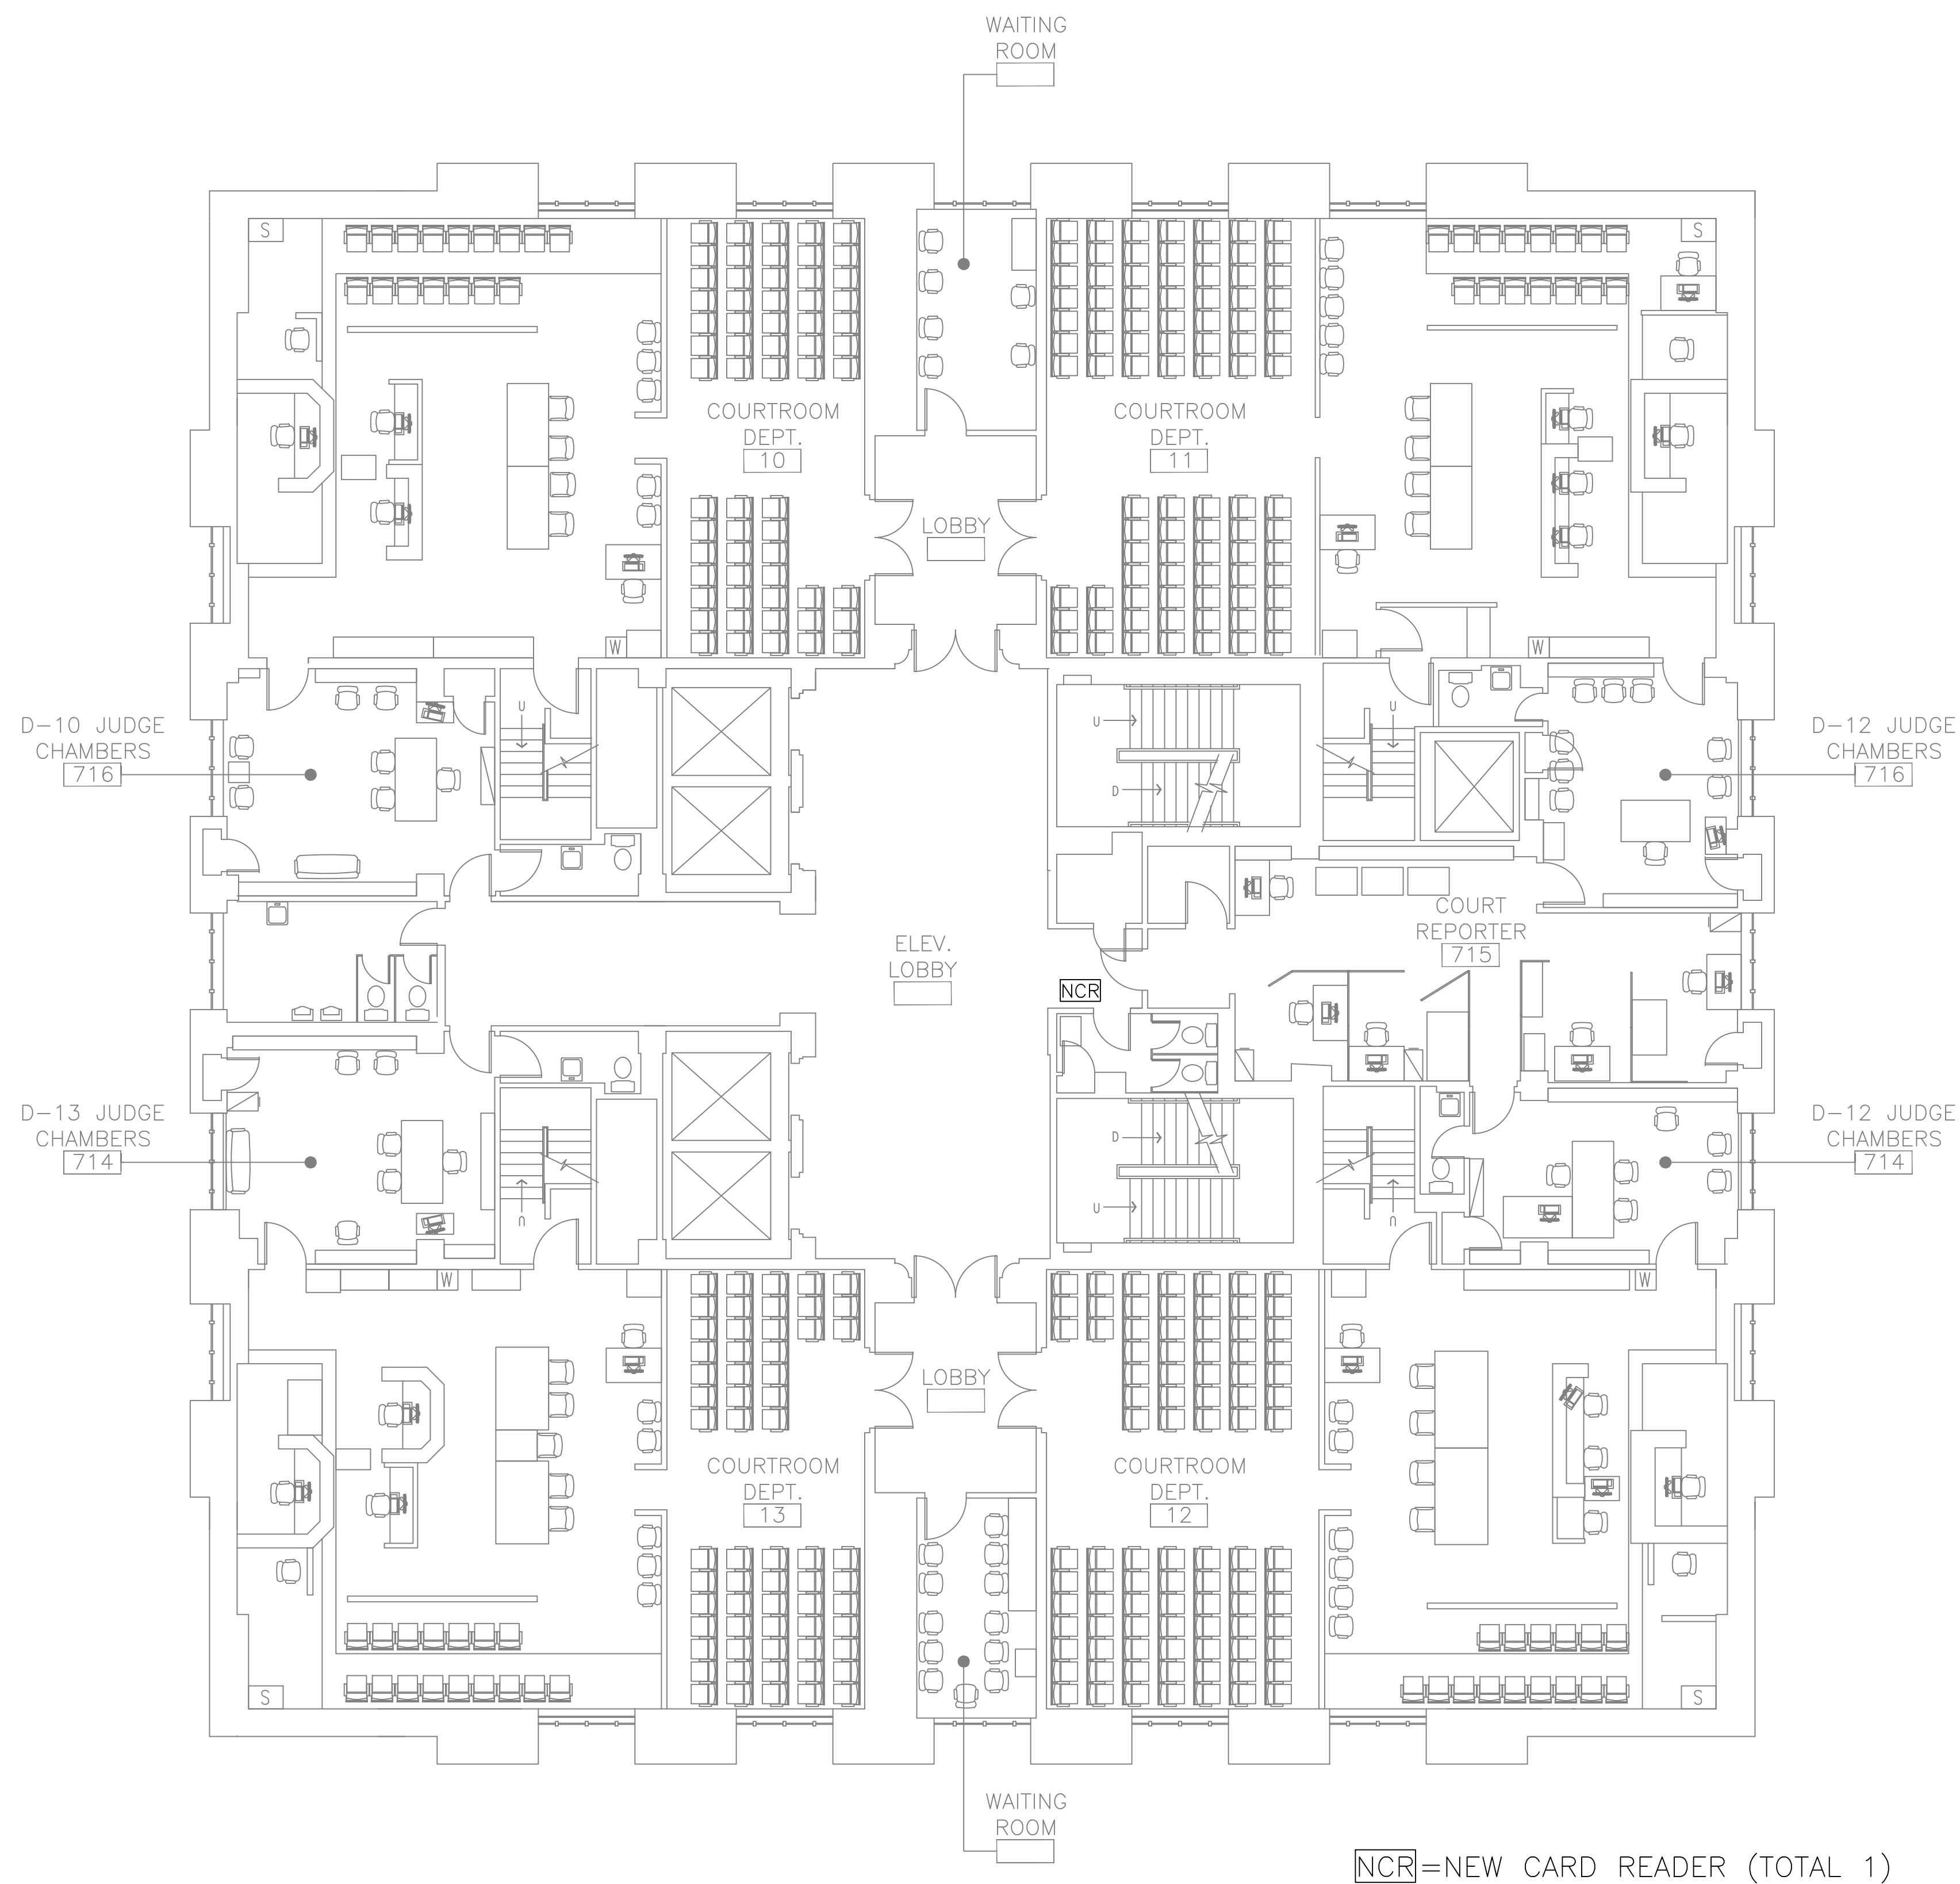 WAITING
ROOM
S
S
COURTROOM
DEPT.
10
COURTROOM
DEPT.
11
LOBBY
W
W
D-10 JUDGE
CHAMBERS
716
U
U
D
U
D-12 JUDGE
CHAMBERS
716
COURT
REPORTER
715
ELEV.
LOBBY
NCR
D-13 JUDGE
CHAMBERS
714
U
D
U
U
D-12 JUDGE
CHAMBERS
714
W
W
LOBBY
COURTROOM
DEPT.
13
COURTROOM
DEPT.
12
S
S
WAITING
ROOM
NCR=NEW CARD READER (TOTAL 1)